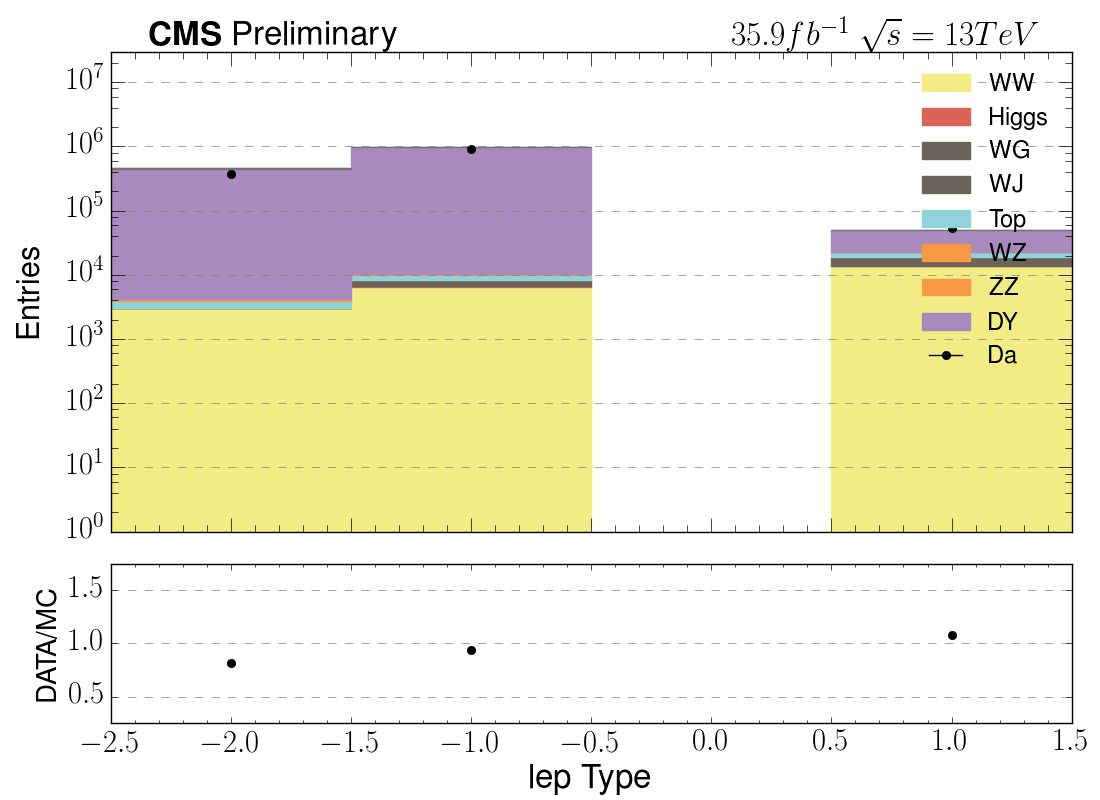 CMS Preliminary 35.9fb⁻¹ √s = 13TeV
10⁷
10⁶
10⁵
10⁴
10³
10²
10¹
10⁰
Entries
WW
Higgs
WG
WJ
Top
WZ
ZZ
DY
Da
1.5
1.0
0.5
DATA/MC
−2.5 −2.0 −1.5 −1.0 −0.5 0.0 0.5 1.0 1.5
lep Type